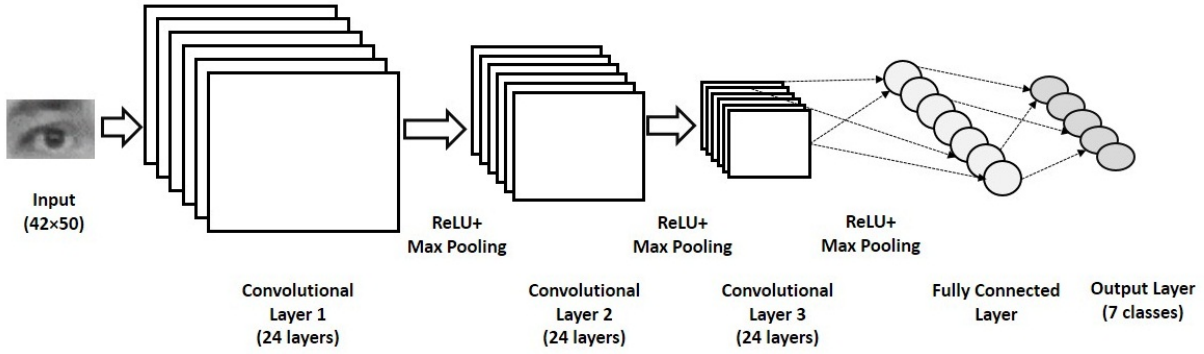 Input
(42×50)
ReLU+
Max Pooling
ReLU+
Max Pooling
ReLU+
Max Pooling
Convolutional
Layer 1
(24 layers)
Convolutional
Layer 2
(24 layers)
Convolutional
Layer 3
(24 layers)
Fully Connected
Layer
Output Layer
(7 classes)